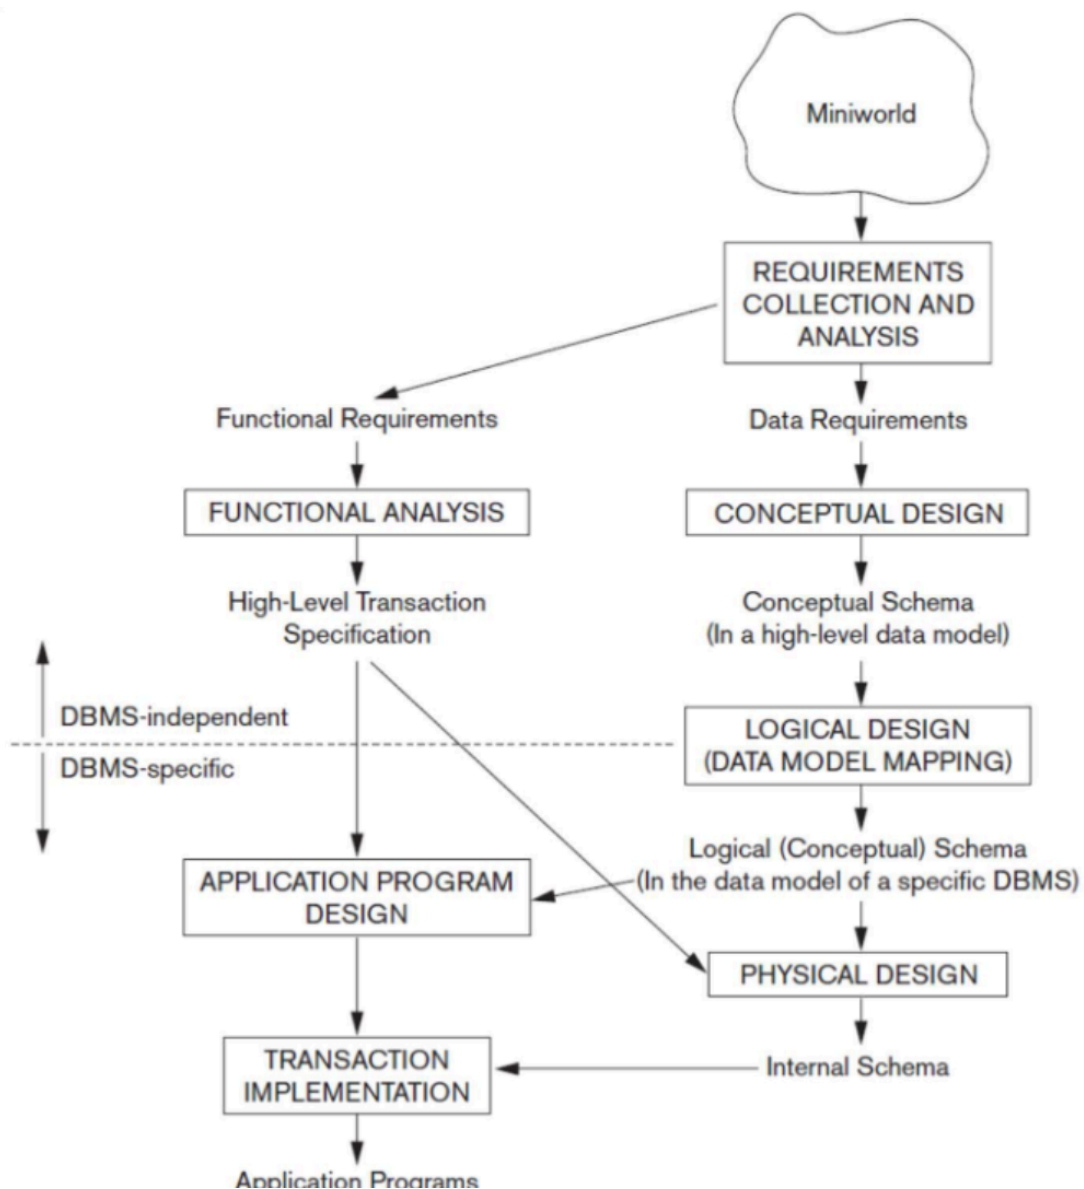 Miniworld
REQUIREMENTS
COLLECTION AND
ANALYSIS
Functional Requirements
Data Requirements
FUNCTIONAL ANALYSIS
CONCEPTUAL DESIGN
High-Level Transaction
Specification
Conceptual Schema
(In a high-level data model)
DBMS-independent
DBMS-specific
LOGICAL DESIGN
(DATA MODEL MAPPING)
Logical (Conceptual) Schema
(In the data model of a specific DBMS)
APPLICATION PROGRAM
DESIGN
PHYSICAL DESIGN
TRANSACTION
IMPLEMENTATION
Internal Schema
Application Programs